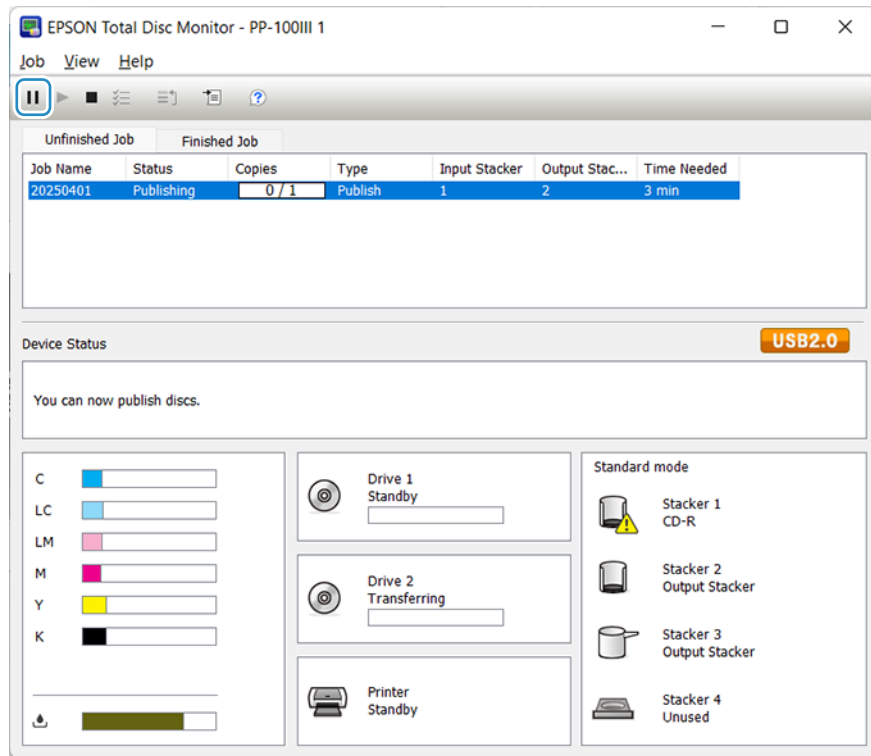 EPSON Total Disc Monitor - PP-100III 1
Job View Help
Unfinished Job Finished Job
Job Name Status Copies Type Input Stacker Output Stac... Time Needed
20250401 Publishing 0 / 1 Publish 1 2 3 min
Device Status USB2.0
You can now publish discs.
C
LC
LM
M
Y
K
Drive 1
Standby
Drive 2
Transferring
Printer
Standby
Standard mode
Stacker 1
CD-R
Stacker 2
Output Stacker
Stacker 3
Output Stacker
Stacker 4
Unused